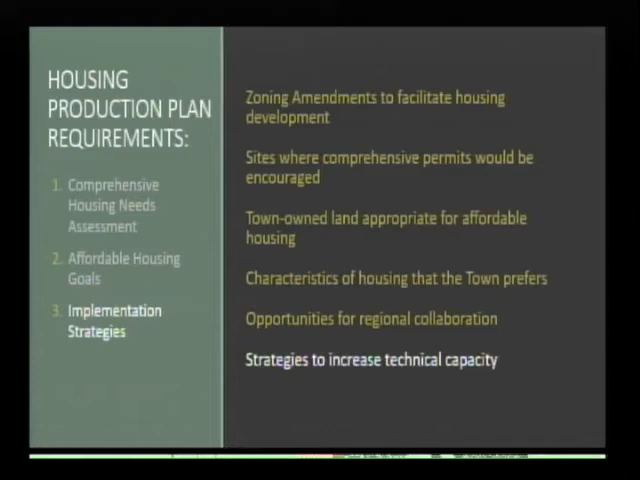 HOUSING
PRODUCTION PLAN
REQUIREMENTS:
1. Comprehensive
Housing Needs
Assessment
2. Affordable Housing
Goals
3. Implementation
Strategies
Zoning Amendments to facilitate housing
development
Sites where comprehensive permits would be
encouraged
Town-owned land appropriate for affordable
housing
Characteristics of housing that the Town prefers
Opportunities for regional collaboration
Strategies to increase technical capacity